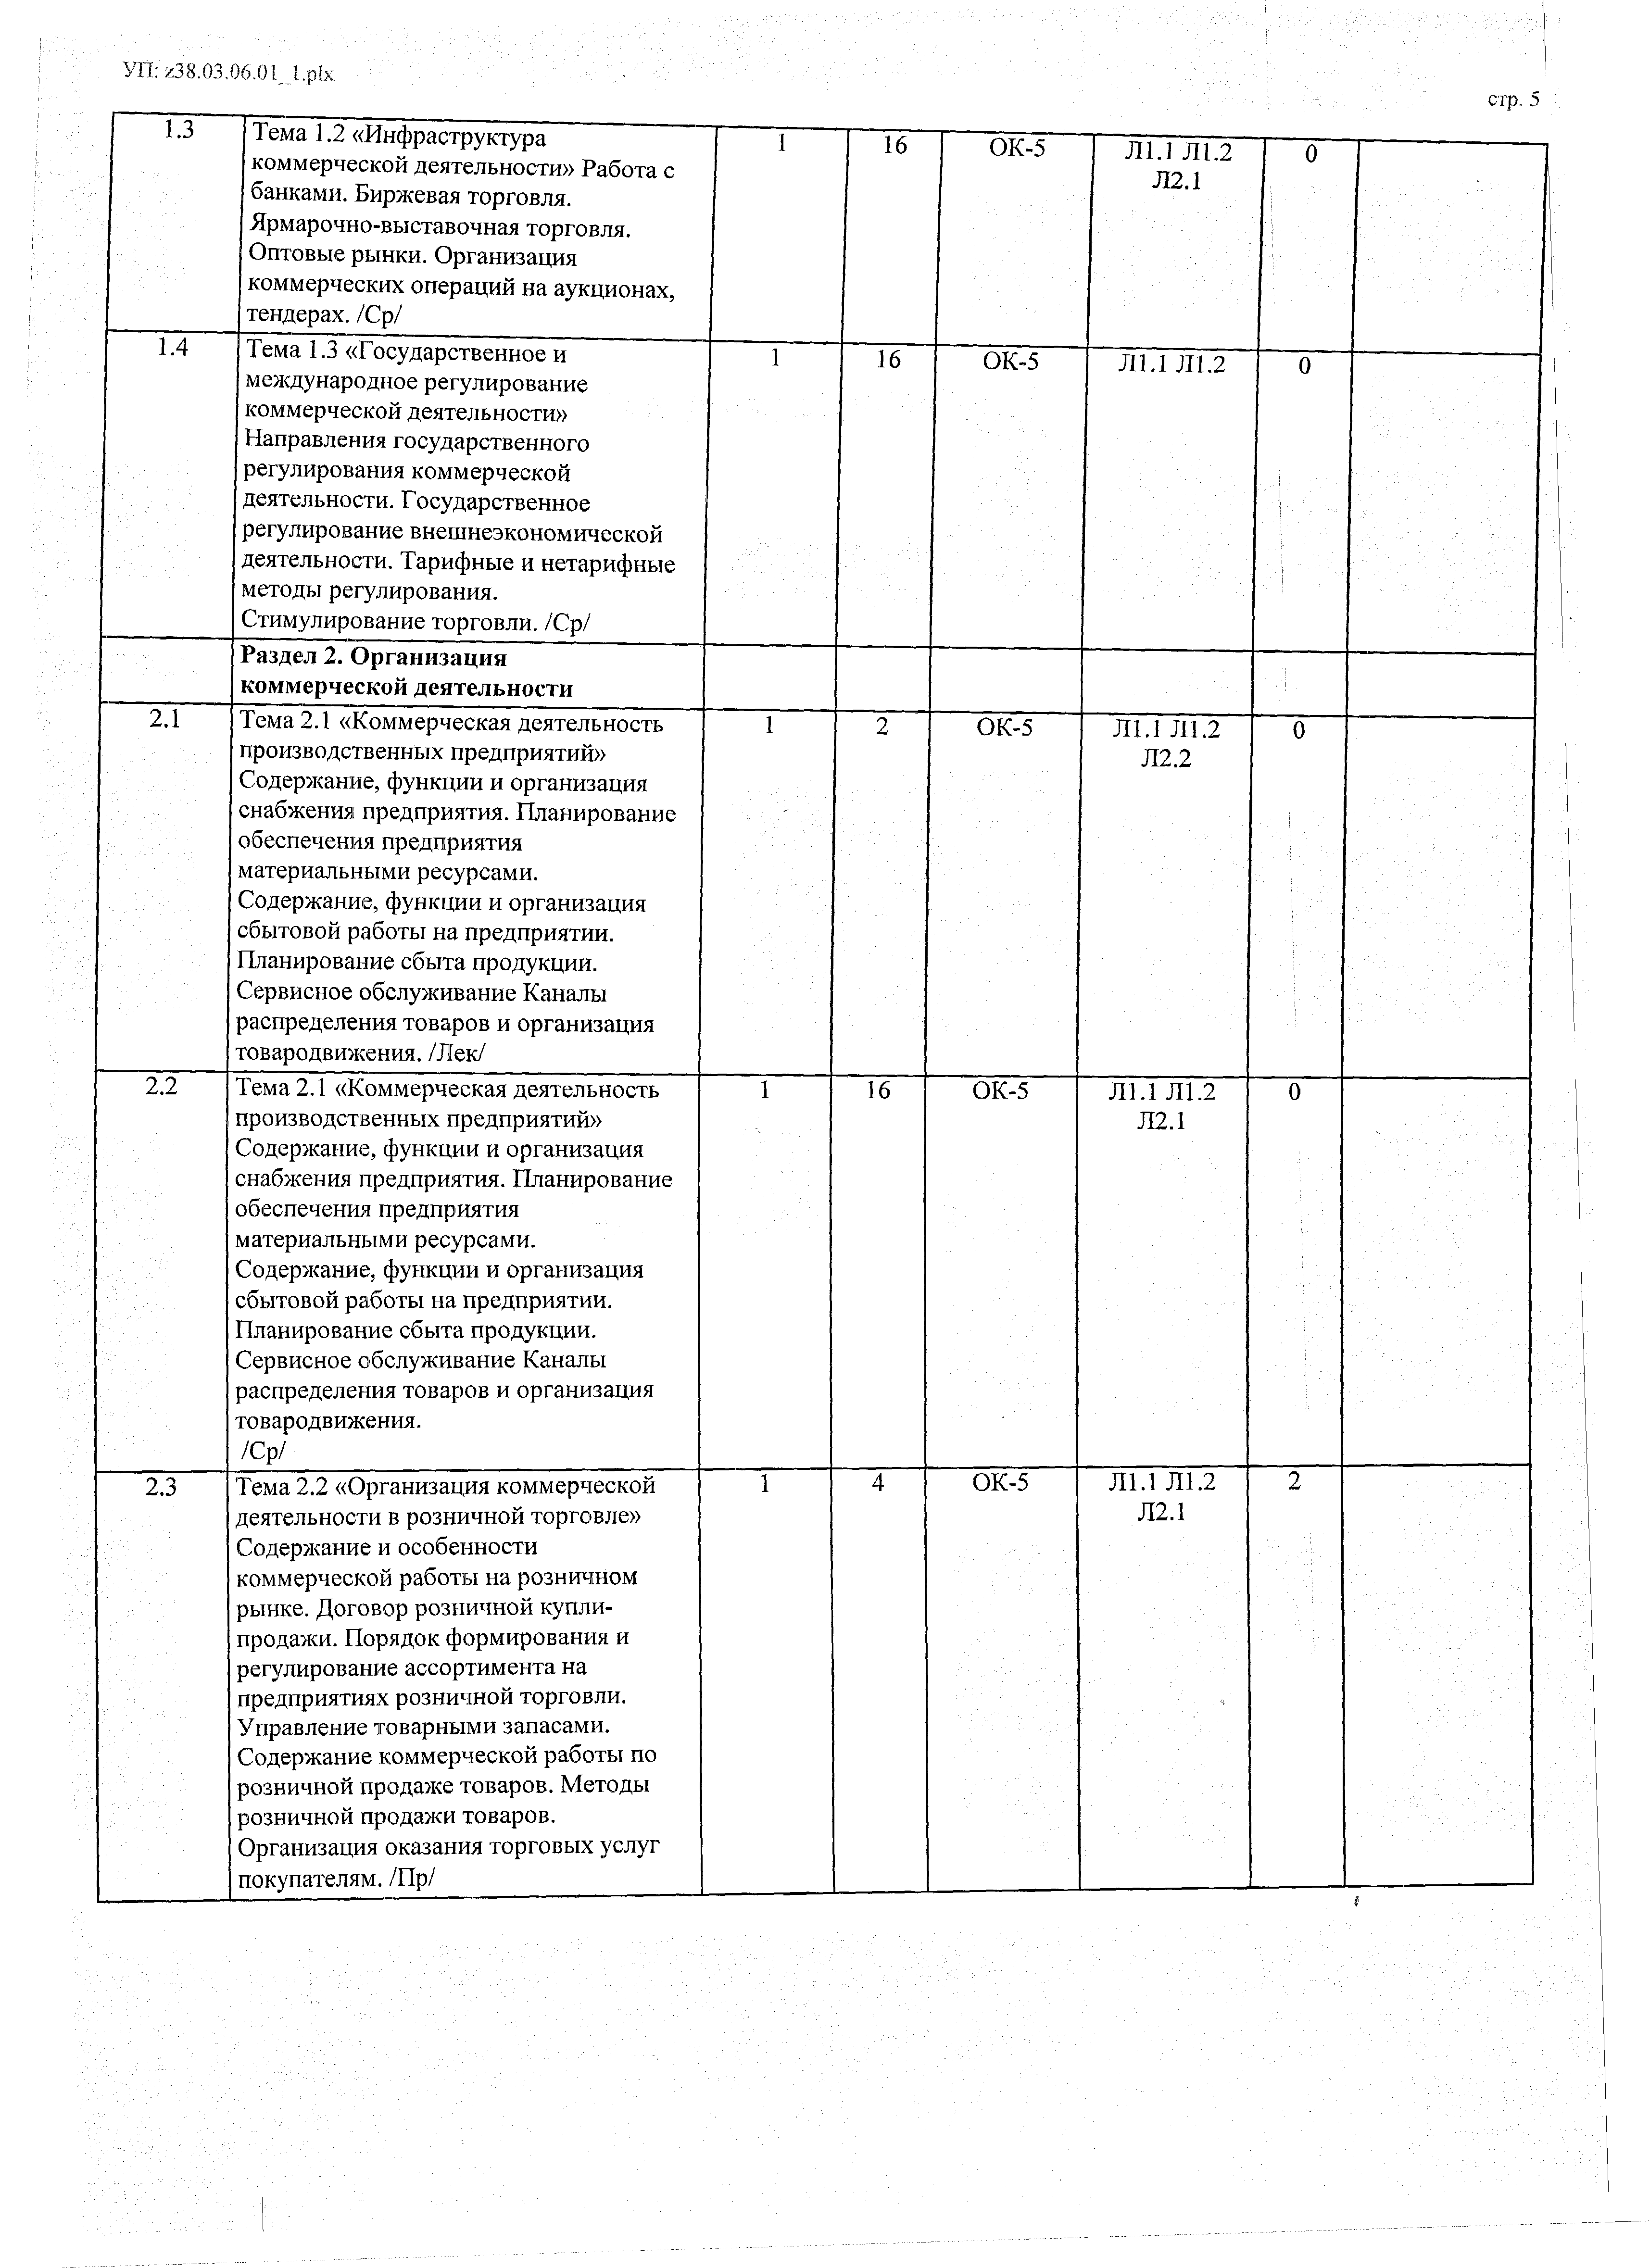 УП: z38.03.06.01_1.plx
стр. 5
1.3 Тема 1.2 «Инфраструктура 1 16 ОК-5 Л1.1 Л1.2 0
коммерческой деятельности» Работа с Л2.1
банками. Биржевая торговля.
Ярмарочно-выставочная торговля.
Оптовые рынки. Организация
коммерческих операций на аукционах,
тендерах. /Ср/
1.4 Тема 1.3 «Государственное и 1 16 ОК-5 Л1.1 Л1.2 0
международное регулирование
коммерческой деятельности»
Направления государственного
регулирования коммерческой
деятельности. Государственное
регулирование внешнеэкономической
деятельности. Тарифные и нетарифные
методы регулирования.
Стимулирование торговли. /Ср/
Раздел 2. Организация
коммерческой деятельности
2.1 Тема 2.1 «Коммерческая деятельность 1 2 ОК-5 Л1.1 Л1.2 0
производственных предприятий» Л2.2
Содержание, функции и организация
снабжения предприятия. Планирование
обеспечения предприятия
материальными ресурсами.
Содержание, функции и организация
сбытовой работы на предприятии.
Планирование сбыта продукции.
Сервисное обслуживание Каналы
распределения товаров и организация
товародвижения. /Лек/
2.2 Тема 2.1 «Коммерческая деятельность 1 16 ОК-5 Л1.1 Л1.2 0
производственных предприятий» Л2.1
Содержание, функции и организация
снабжения предприятия. Планирование
обеспечения предприятия
материальными ресурсами.
Содержание, функции и организация
сбытовой работы на предприятии.
Планирование сбыта продукции.
Сервисное обслуживание Каналы
распределения товаров и организация
товародвижения.
/Ср/
2.3 Тема 2.2 «Организация коммерческой 1 4 ОК-5 Л1.1 Л1.2 2
деятельности в розничной торговле» Л2.1
Содержание и особенности
коммерческой работы на розничном
рынке. Договор розничной купли-
продажи. Порядок формирования и
регулирование ассортимента на
предприятиях розничной торговли.
Управление товарными запасами.
Содержание коммерческой работы по
розничной продаже товаров. Методы
розничной продажи товаров.
Организация оказания торговых услуг
покупателям. /Пр/